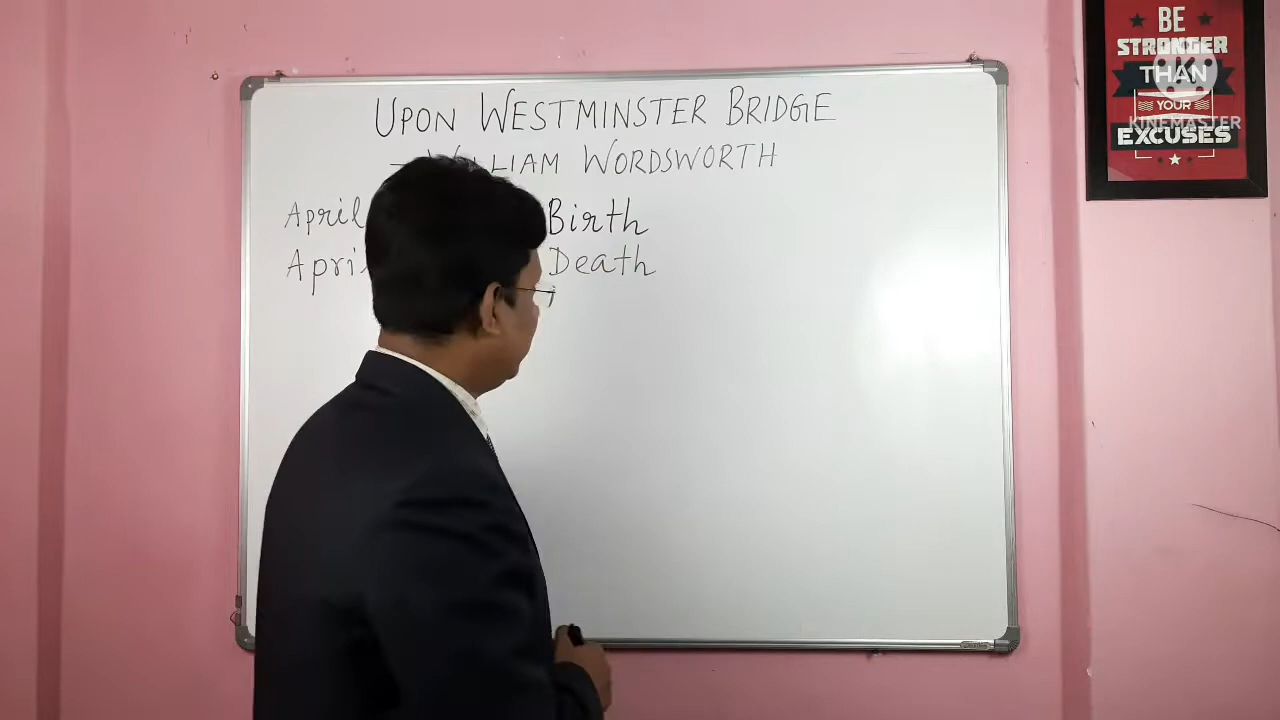 UPON WESTMINSTER BRIDGE
WORDSWORTH
April Birth
Death
BE
STRONGER
THAN
YOUR
EXCUSES
KINEMASTER